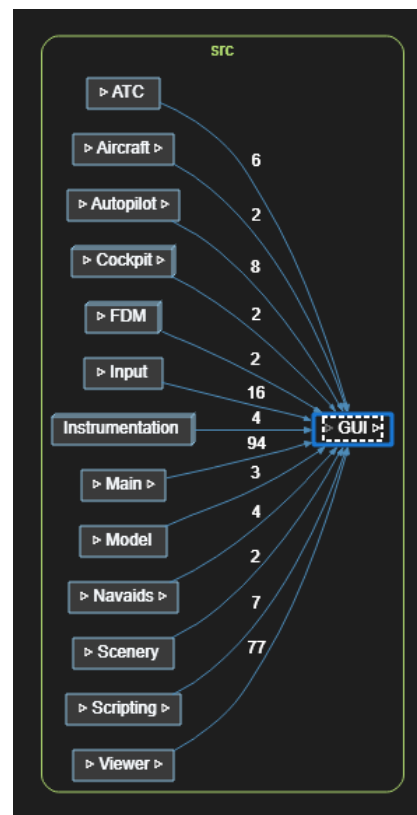 src
ATC
Aircraft
6
Autopilot
2
Cockpit
8
FDM
2
Input
2
16
Instrumentation
4
GUI
94
Main
3
Model
4
Navaids
2
Scenery
7
Scripting
77
Viewer